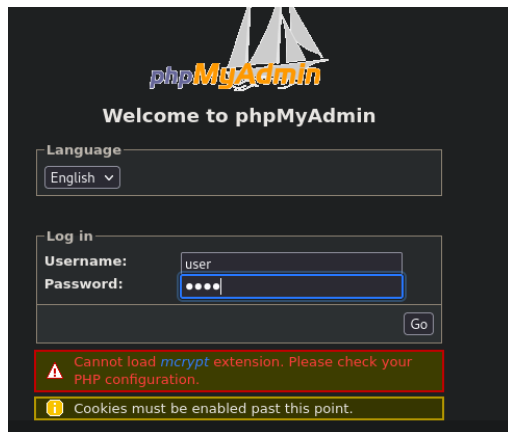 phpMyAdmin
Welcome to phpMyAdmin
Language
English
Log in
Username:
user
Password:
••••
Go
Cannot load mcrypt extension. Please check your
PHP configuration.
Cookies must be enabled past this point.